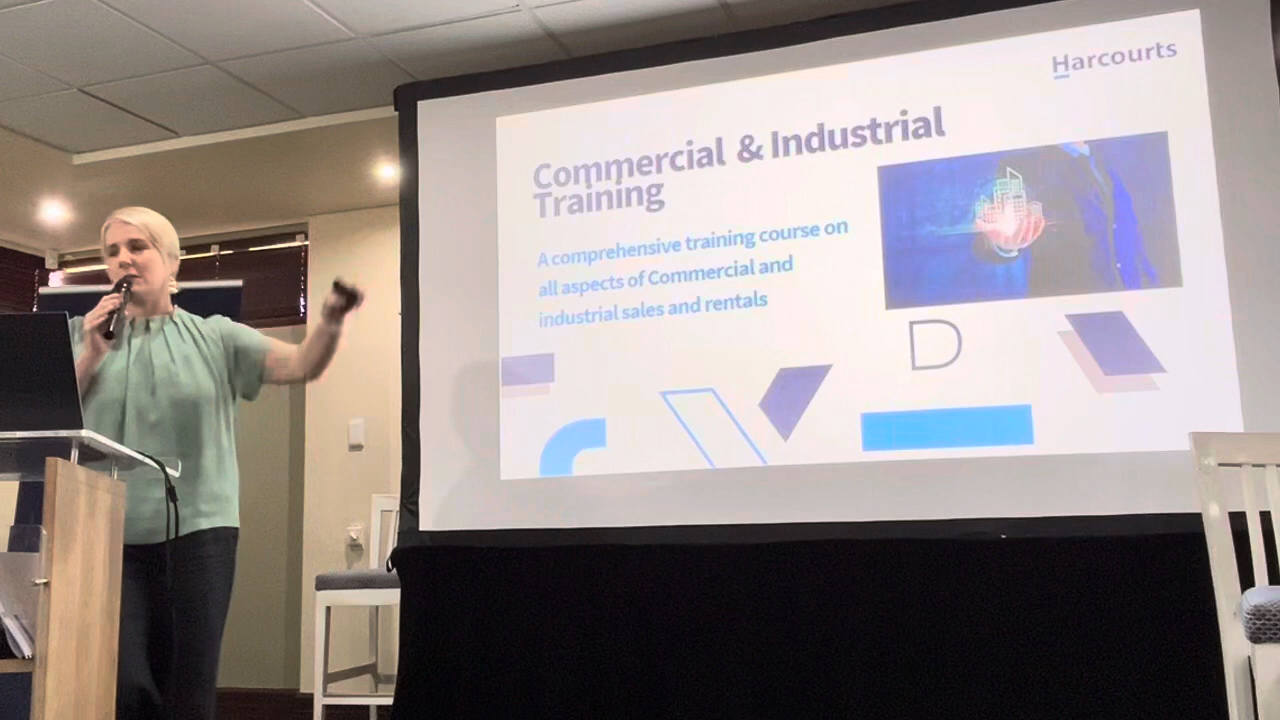 Harcourts
Commercial & Industrial
Training
A comprehensive training course on
all aspects of Commercial and
industrial sales and rentals
D